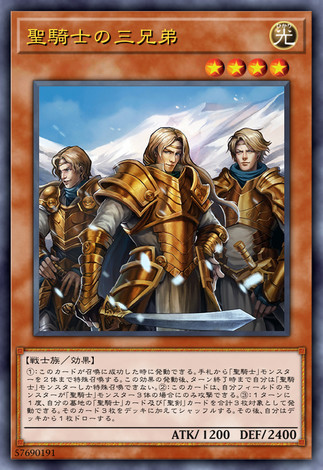 聖騎士の三兄弟
光
【戦士族／効果】
①：このカードが召喚に成功した時に発動できる。手札から「聖騎士」モンスタ
ーを２体まで特殊召喚する。この効果の発動後、ターン終了時まで自分は「聖騎
士」モンスターしか特殊召喚できない。②：このカードは、自分フィールドのモ
ンスターが「聖騎士」モンスター３体の場合にのみ攻撃できる。③：１ターンに
１度、自分の墓地の「聖騎士」カード及び「聖剣」カードを合計３枚対象として発
動できる。そのカード３枚をデッキに加えてシャッフルする。その後、自分はデ
ッキから１枚ドローする。
ATK/1200 DEF/2400
57690191